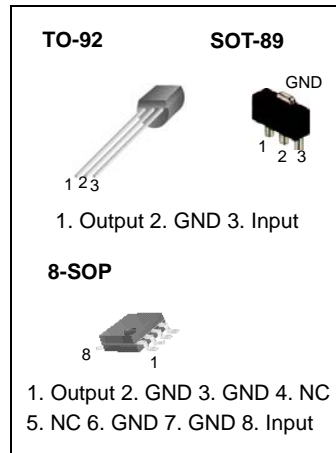 TO-92 SOT-89
GND
1 2 3
1 2 3
1. Output 2. GND 3. Input
8-SOP
8 1
1. Output 2. GND 3. GND 4. NC
5. NC 6. GND 7. GND 8. Input